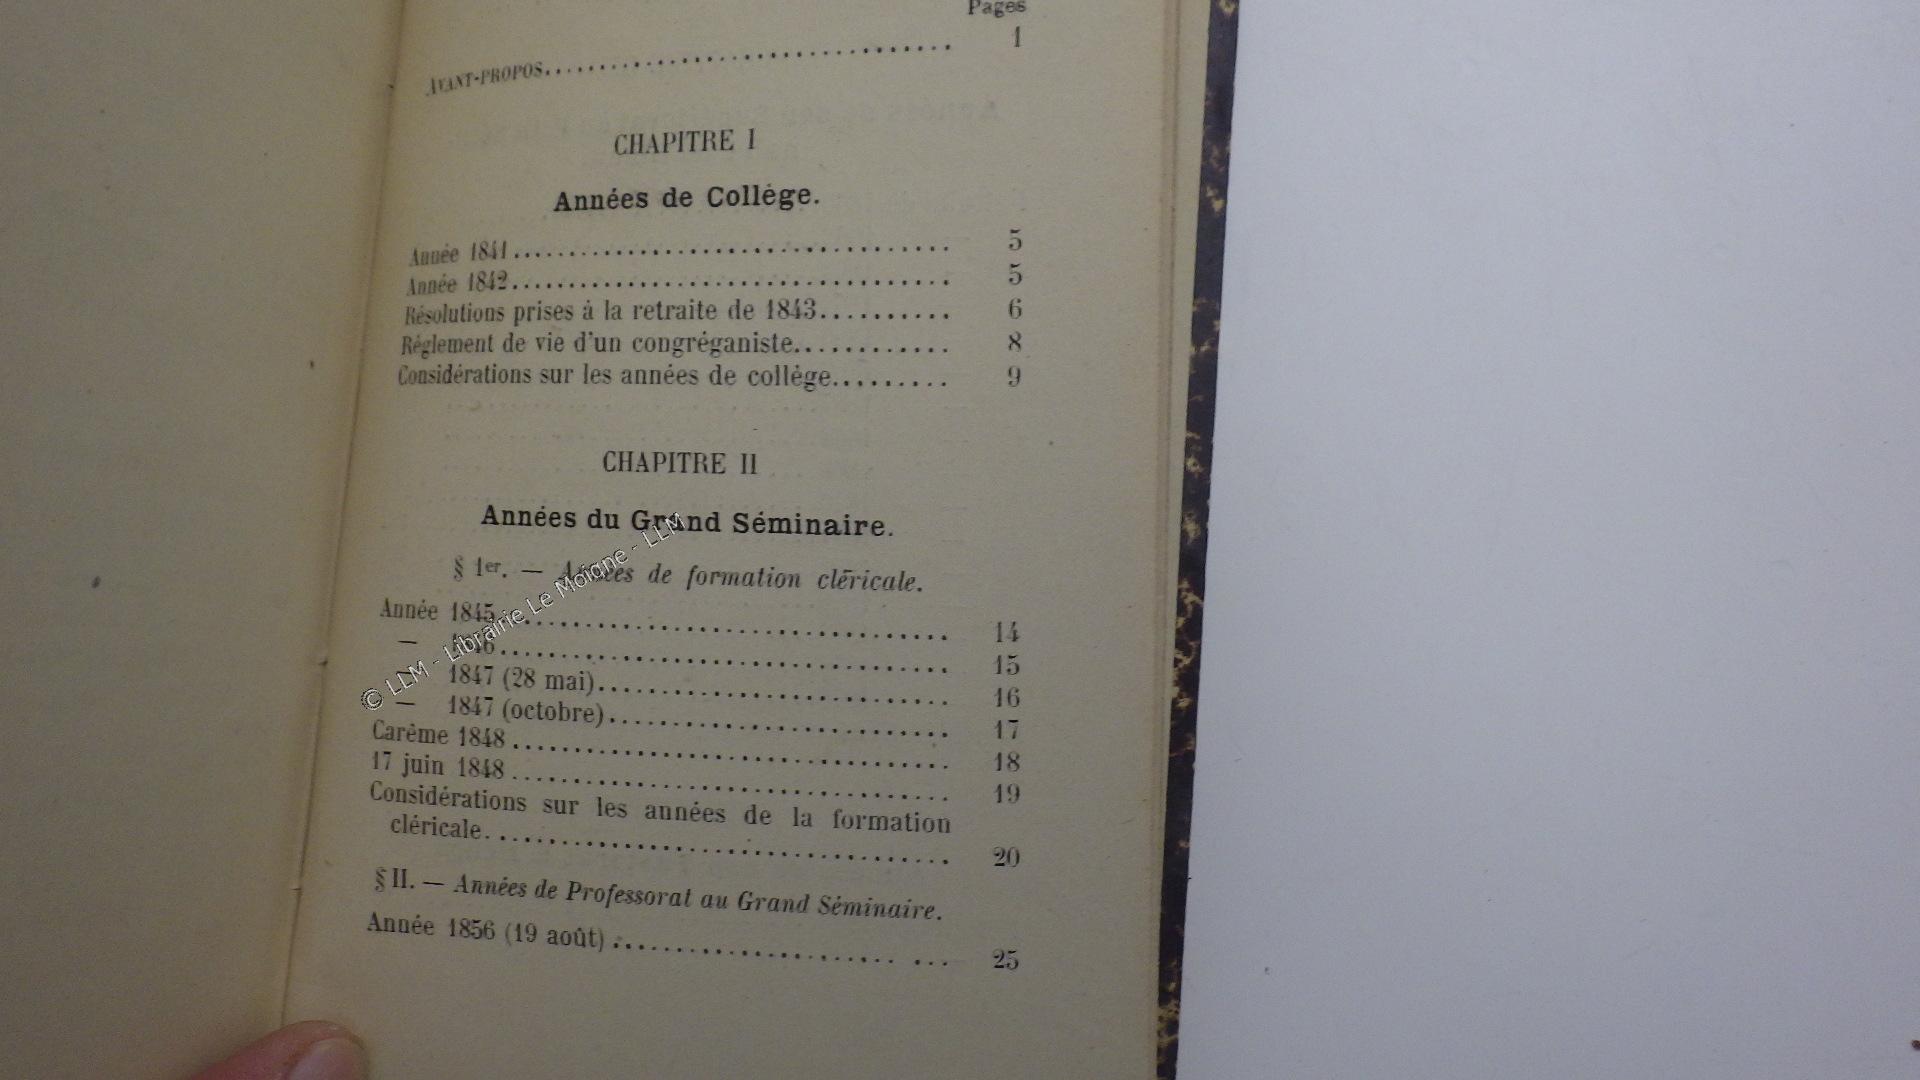 Pages
AVANT-PROPOS........................................ 1
CHAPITRE I
Années de Collège.
Année 1841........................................ 5
Année 1842........................................ 5
Résolutions prises à la retraite de 1843.......... 6
Réglement de vie d'un congréganiste............ 8
Considérations sur les années de collège......... 9
CHAPITRE II
Années du Grand Séminaire.
§ 1er. — Années de formation cléricale.
Année 1845........................................ 14
— 1846........................................ 15
— 1847 (28 mai).............................. 16
— 1847 (octobre)............................. 17
Carême 1848........................................ 18
17 juin 1848........................................ 19
Considérations sur les années de la formation
cléricale........................................ 20
§ II. — Années de Professorat au Grand Séminaire.
Année 1856 (19 août)......................... ... 25
© LLM - Librairie Le Moiane - LLM